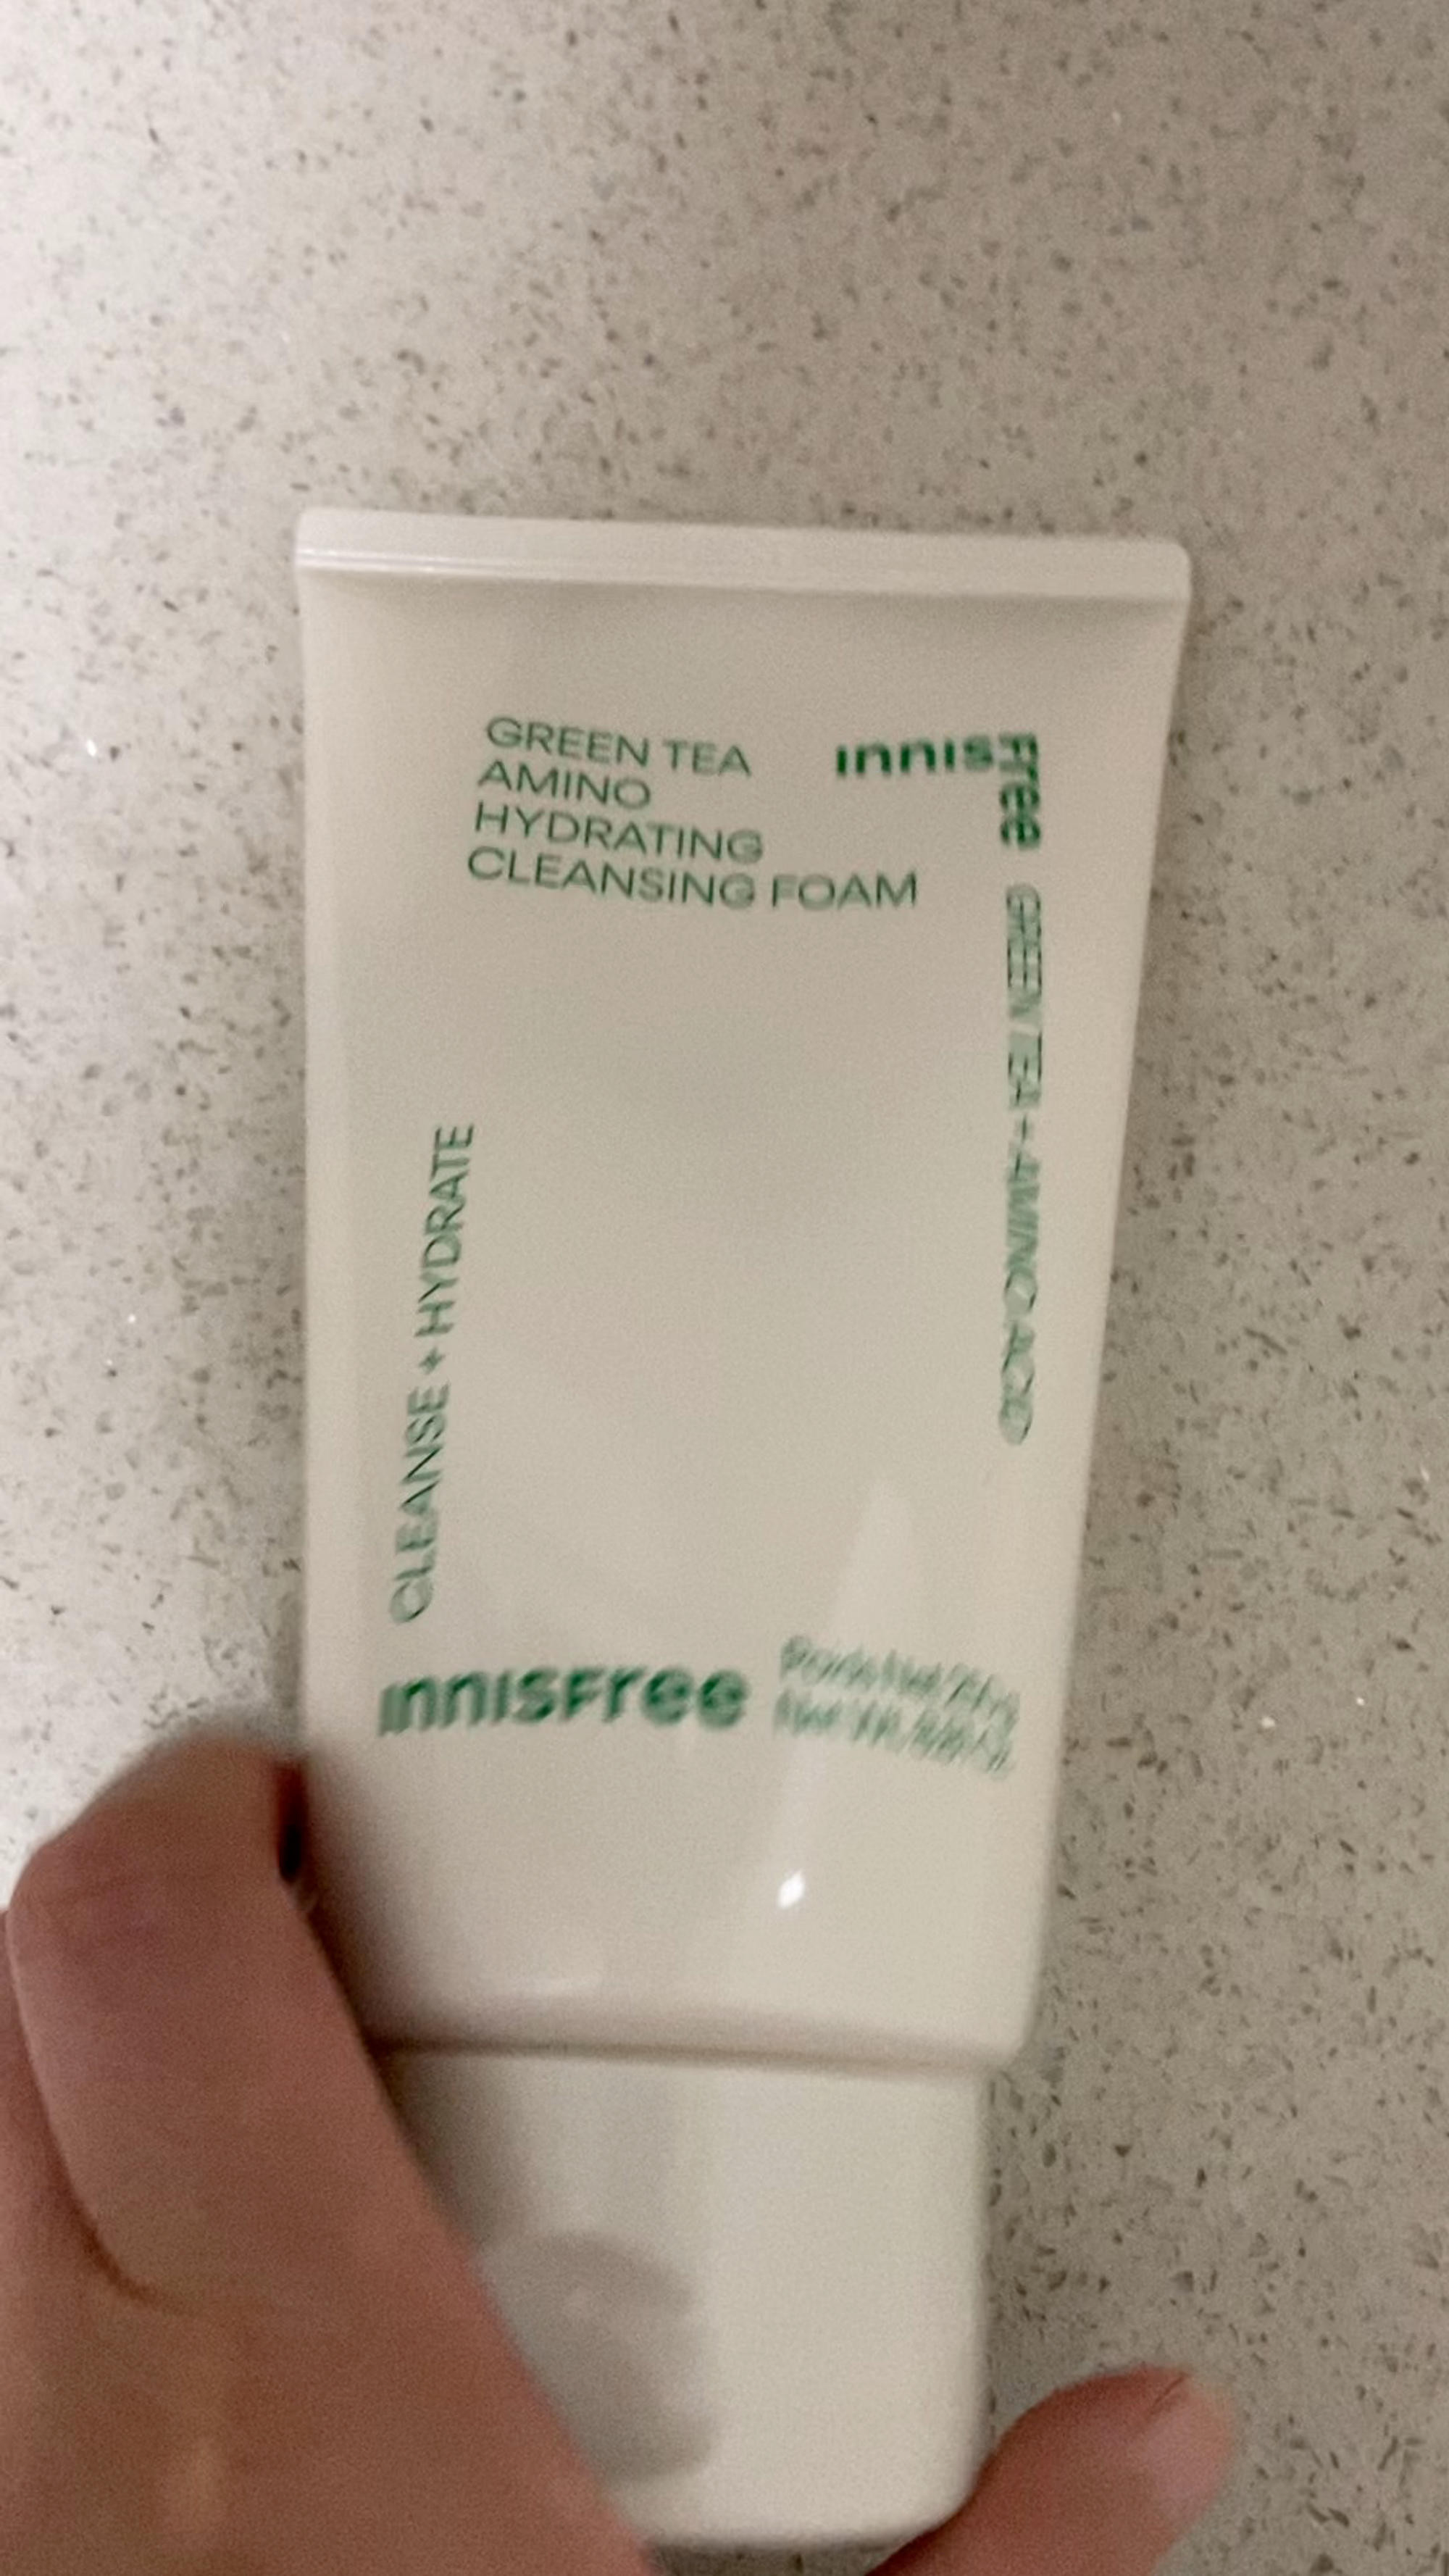 GREEN TEA
AMINO
HYDRATING
CLEANSING FOAM
innisfree
GREEN TEA + AMINO ACID
CLEANSE + HYDRATE
innisfree